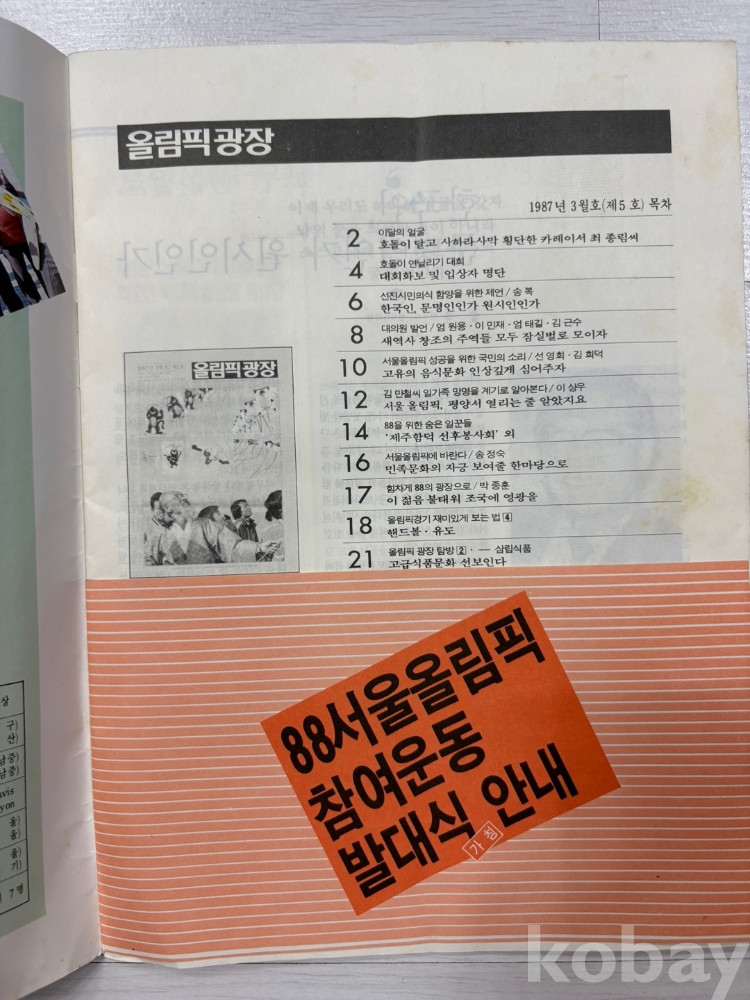 올림픽광장
1987년 3월호(제5호) 목차
2 이달의 얼굴
호돌이 달고 사하라사막 횡단한 카레이서 최 종림씨
4 호돌이 연날리기 대회
대회화보 및 입상자 명단
6 선진시민의식 함양을 위한 제언 / 송 복
한국인, 문명인인가 원시인인가
8 대의원 발언 / 엄 원용 · 이 민재 · 엄 태길 · 김 근수
새역사 창조의 주역들 모두 잠실벌로 모이자
10 서울올림픽 성공을 위한 국민의 소리 / 선 영희 · 김 희덕
고유의 음식문화 인상깊게 심어주자
12 김 만철씨 일가족 망명을 계기로 알아본다 / 이 상우
서울 올림픽, 평양서 열리는 줄 알았지요
14 88을 위한 숨은 일꾼들
‘제주함덕 선후봉사회’ 외
16 서울올림픽에 바란다 / 송 정숙
민족문화의 자긍 보여줄 한마당으로
17 힘차게 88의 광장으로 / 박 종훈
이 젊음 불태워 조국에 영광을
18 올림픽경기 재미있게 보는 법 4
핸드볼 · 유도
21 올림픽 광장 탐방 2 · — 삼립식품
고급식품문화 선보인다
올림픽광장
88서울올림픽
참여운동
발대식 안내
가칭
상
구)
산)
남중)
남중)
avis
yon
울)
울)
울)
기)
7명
kobay